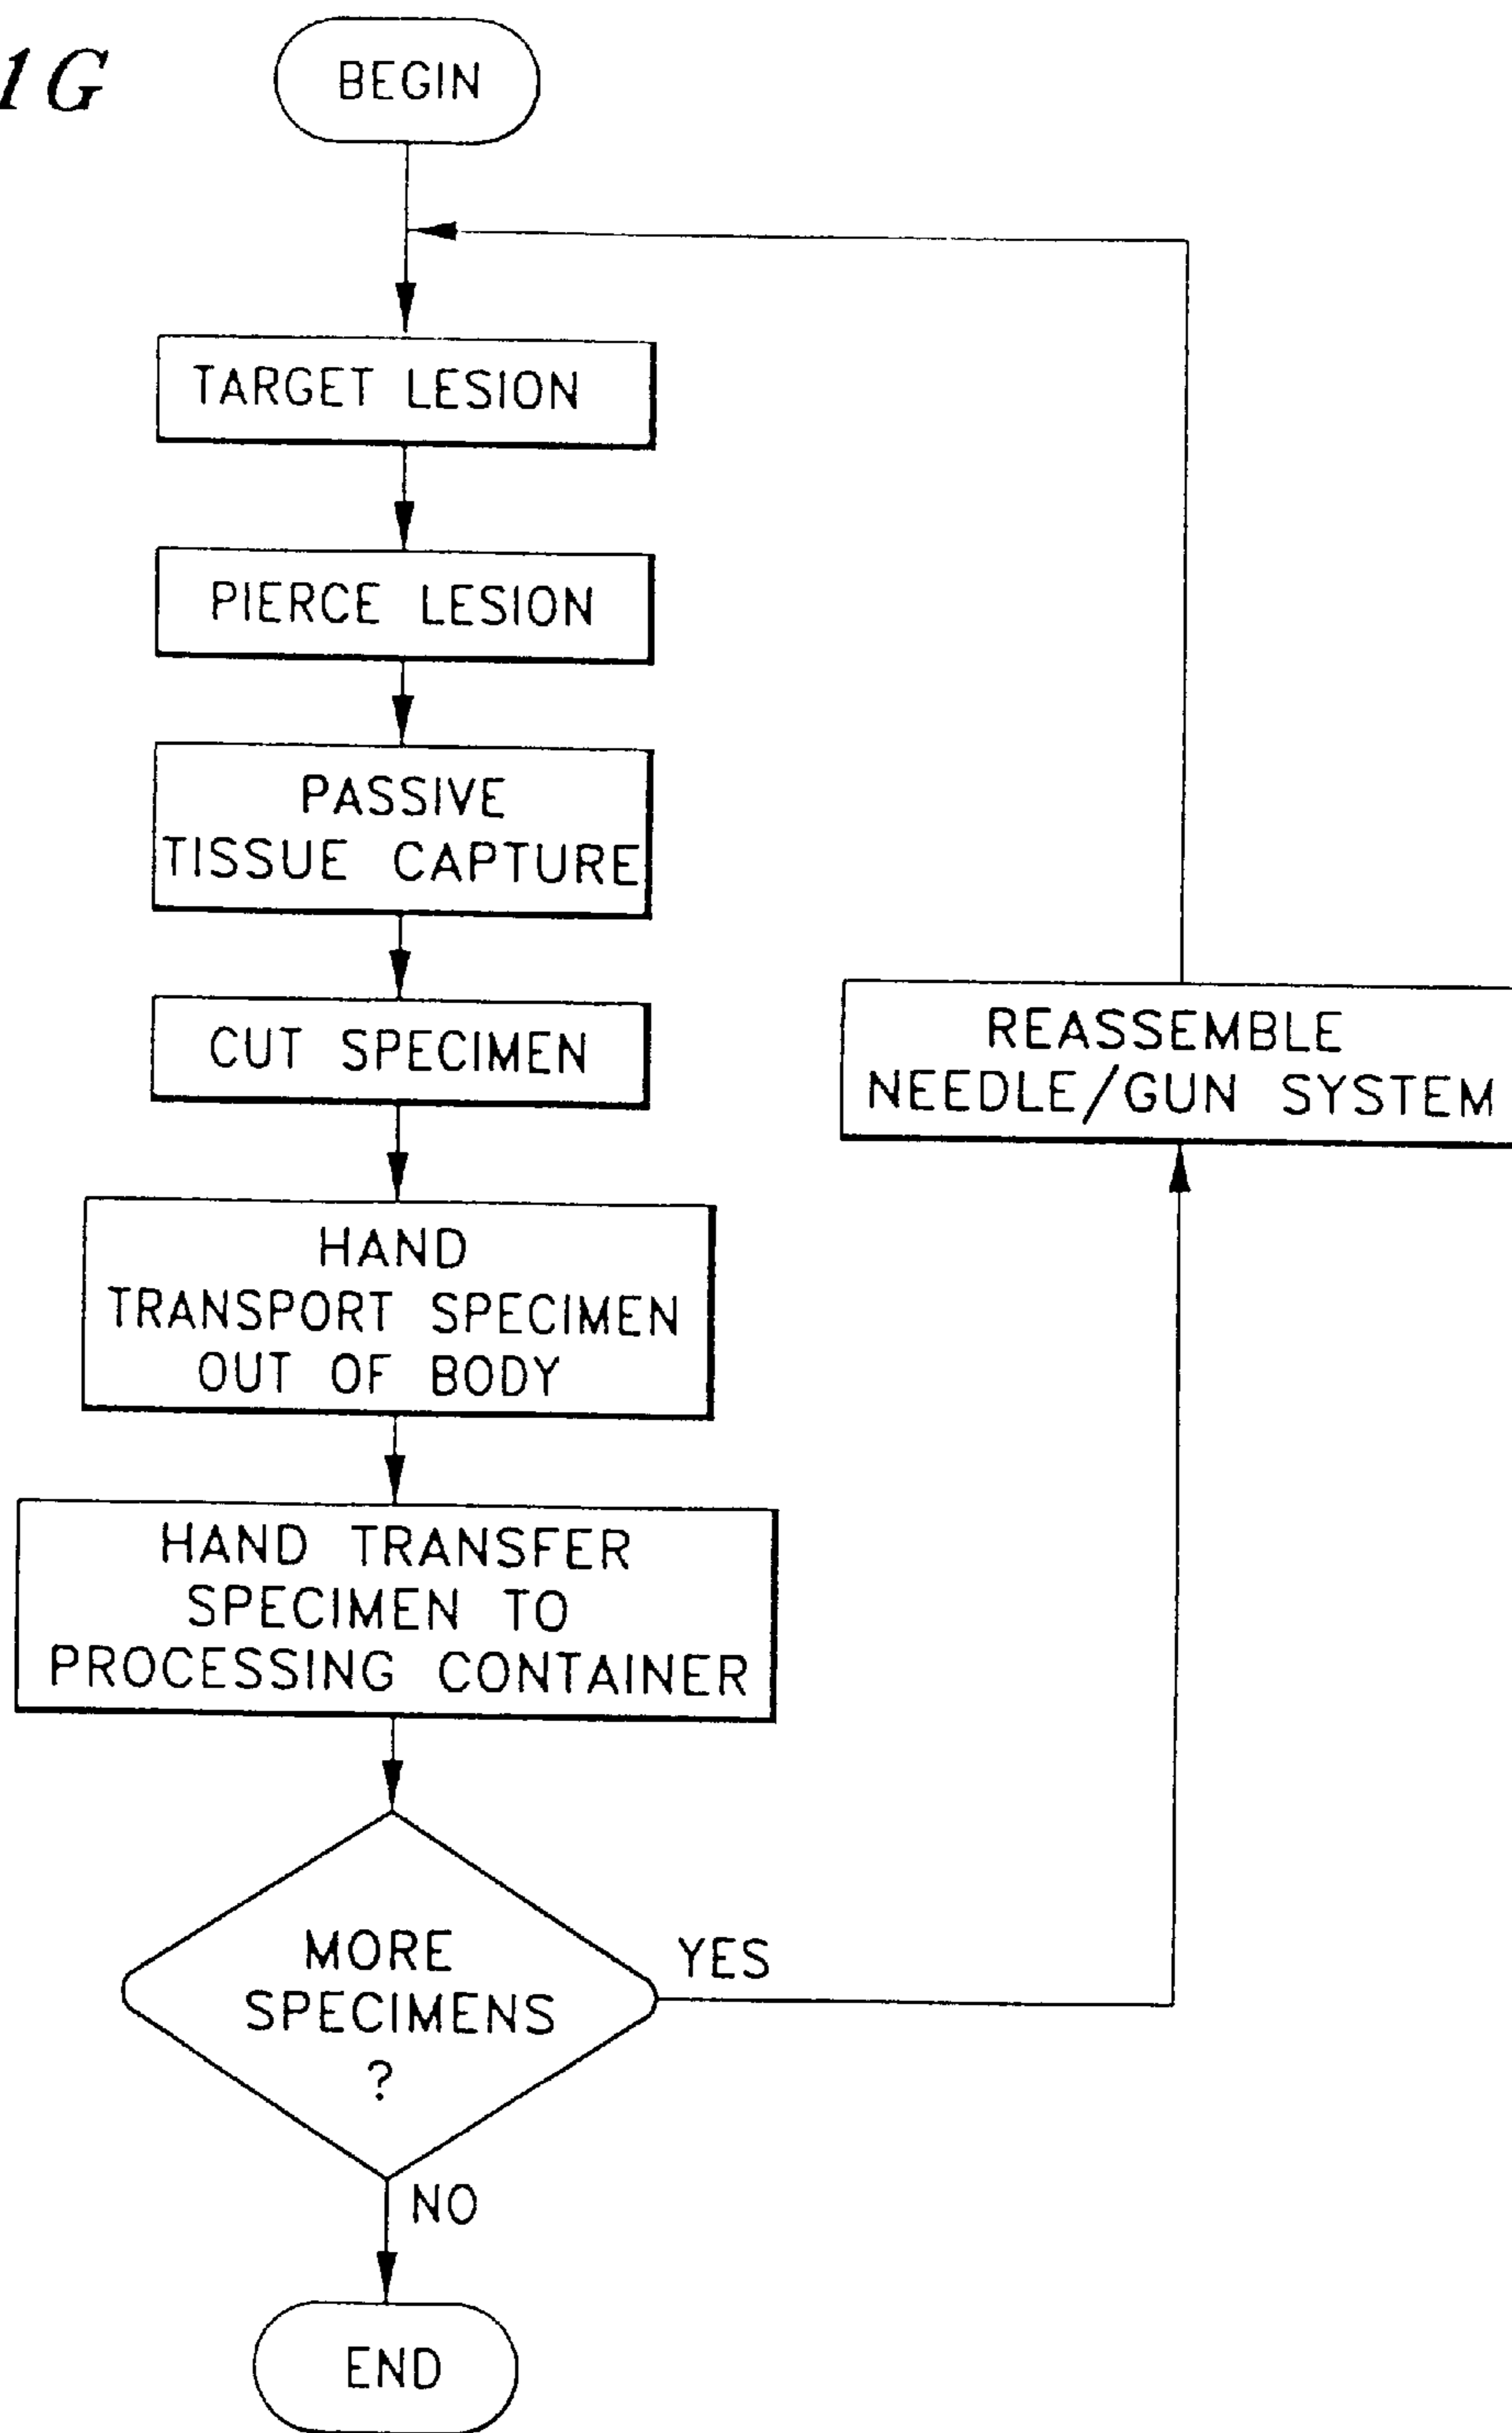 1G
BEGIN
TARGET LESION
PIERCE LESION
PASSIVE
TISSUE CAPTURE
CUT SPECIMEN
REASSEMBLE
NEEDLE/GUN SYSTEM
HAND
TRANSPORT SPECIMEN
OUT OF BODY
HAND TRANSFER
SPECIMEN TO
PROCESSING CONTAINER
MORE
SPECIMENS
?
YES
NO
END